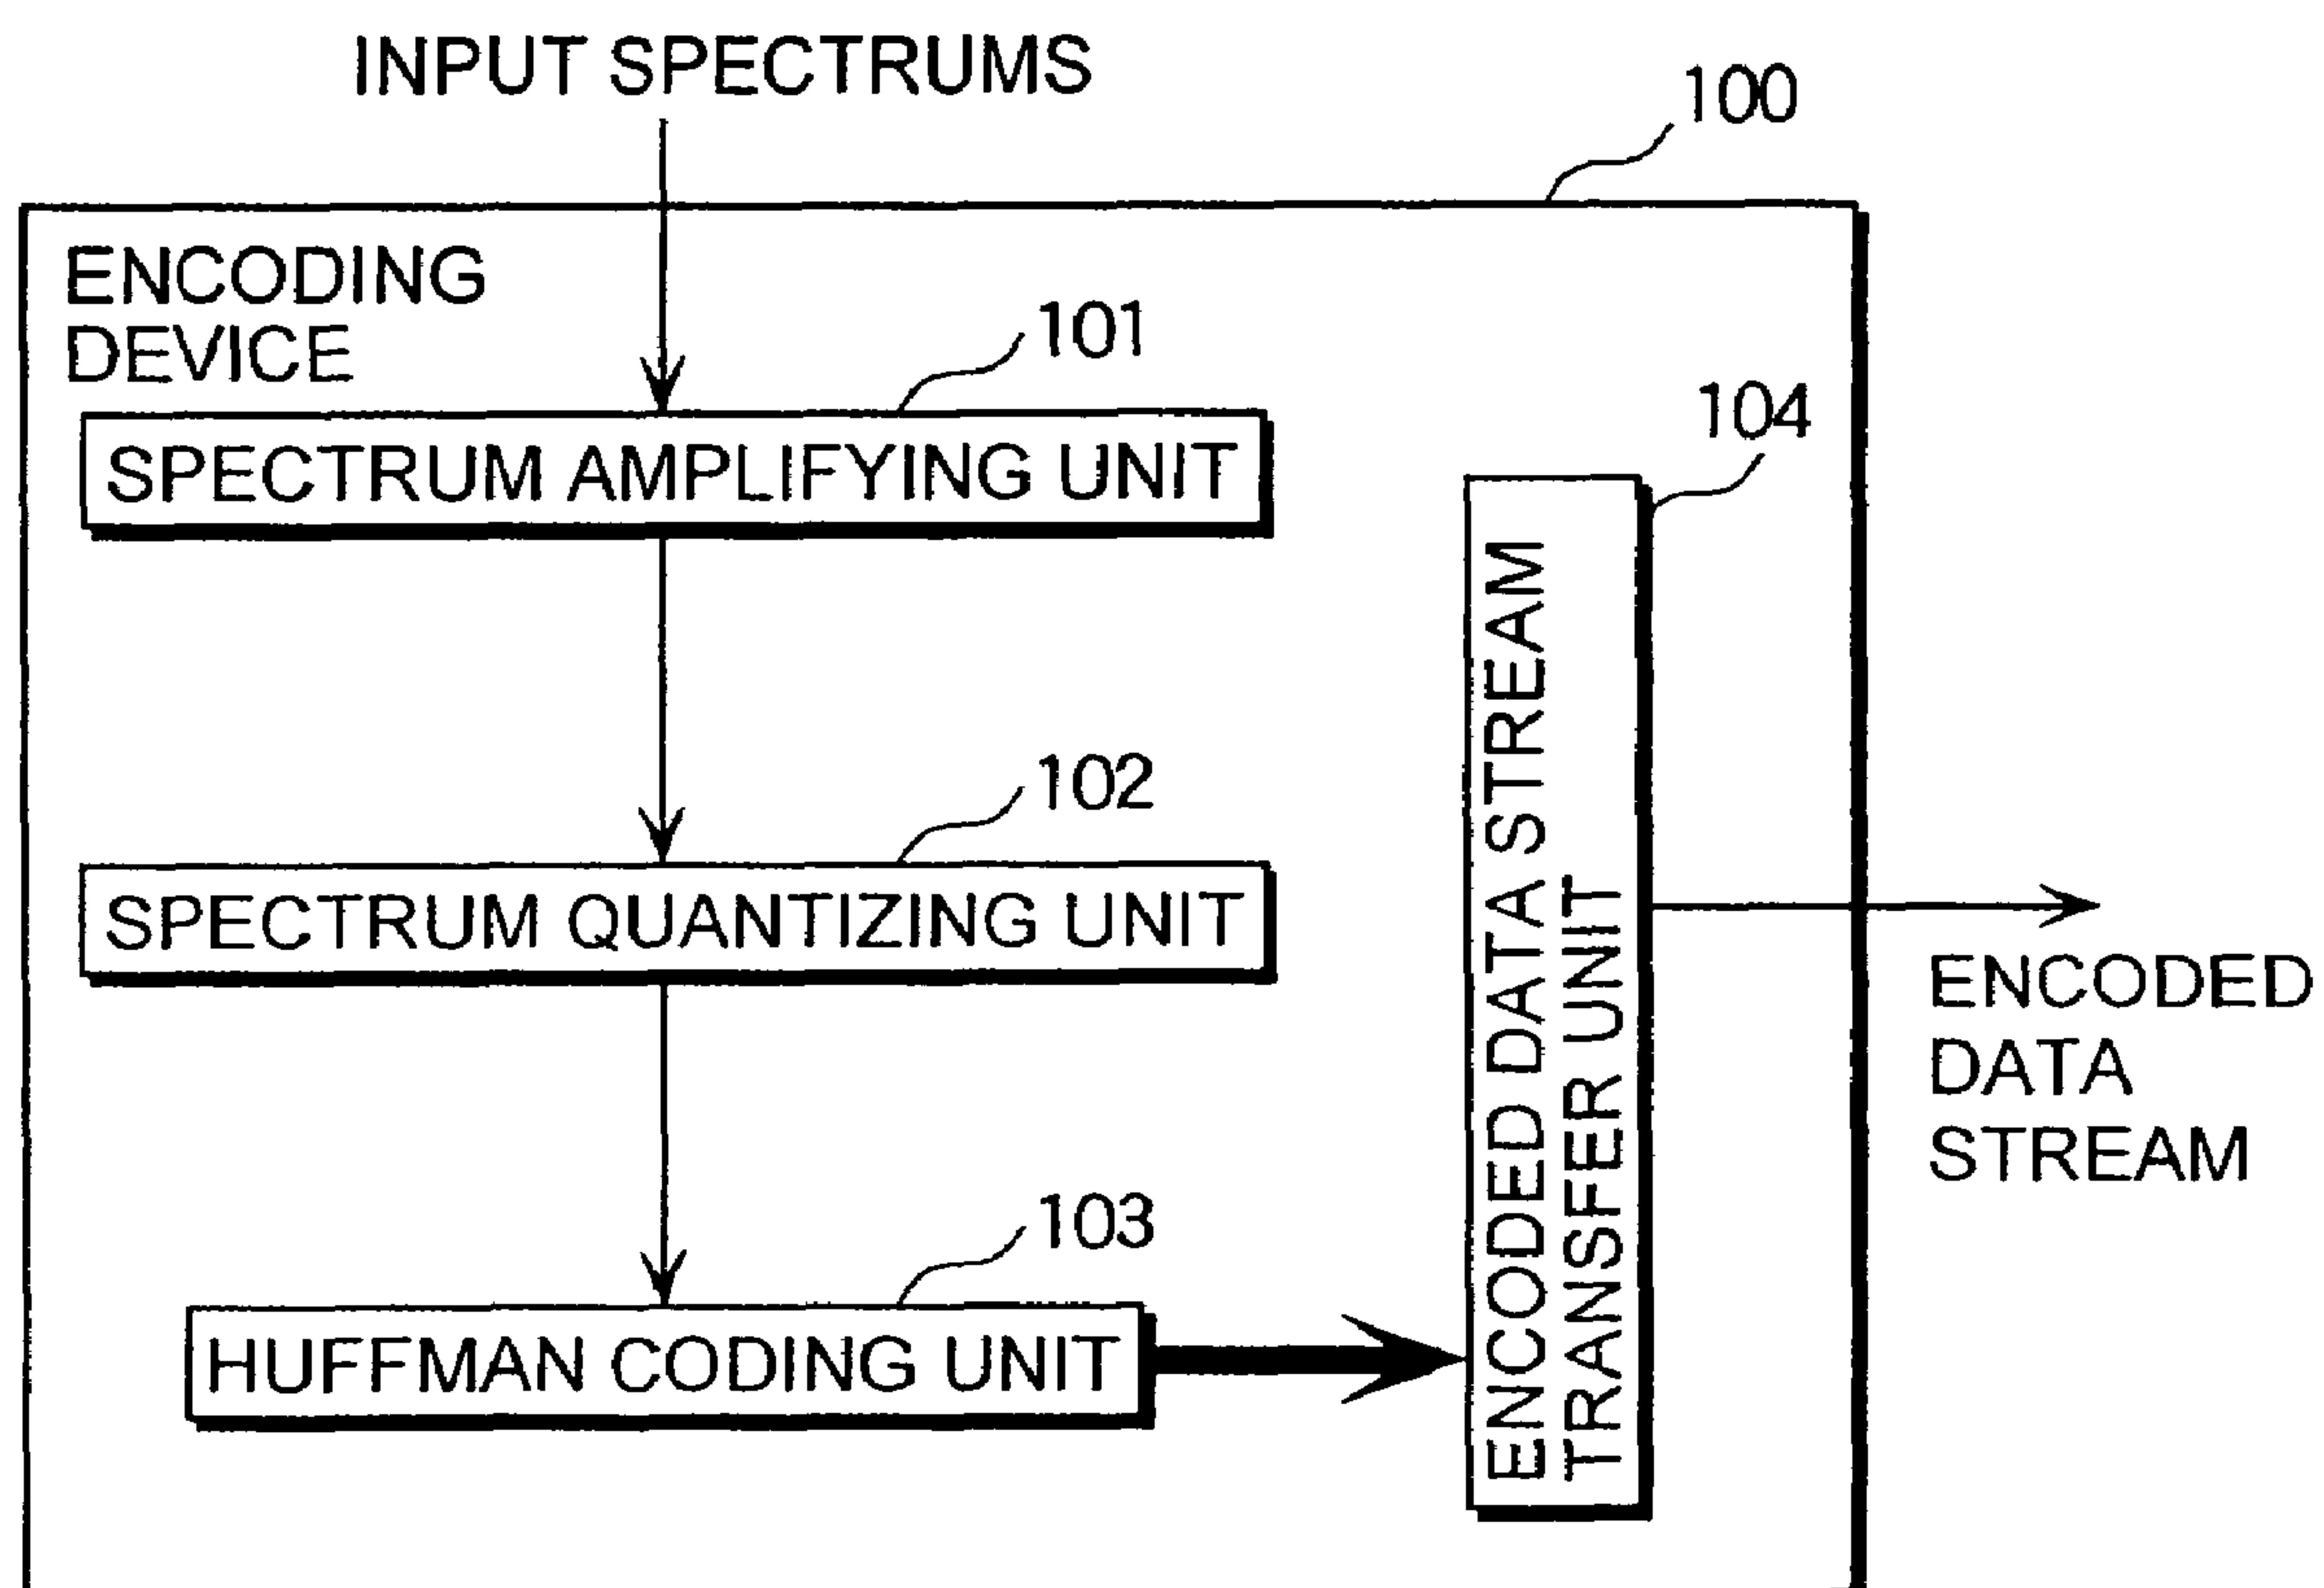 INPUT SPECTRUMS
100
ENCODING
DEVICE
101
SPECTRUM AMPLIFYING UNIT
104
102
SPECTRUM QUANTIZING UNIT
ENCODED DATA STREAM
TRANSFER UNIT
ENCODED
DATA
STREAM
103
HUFFMAN CODING UNIT